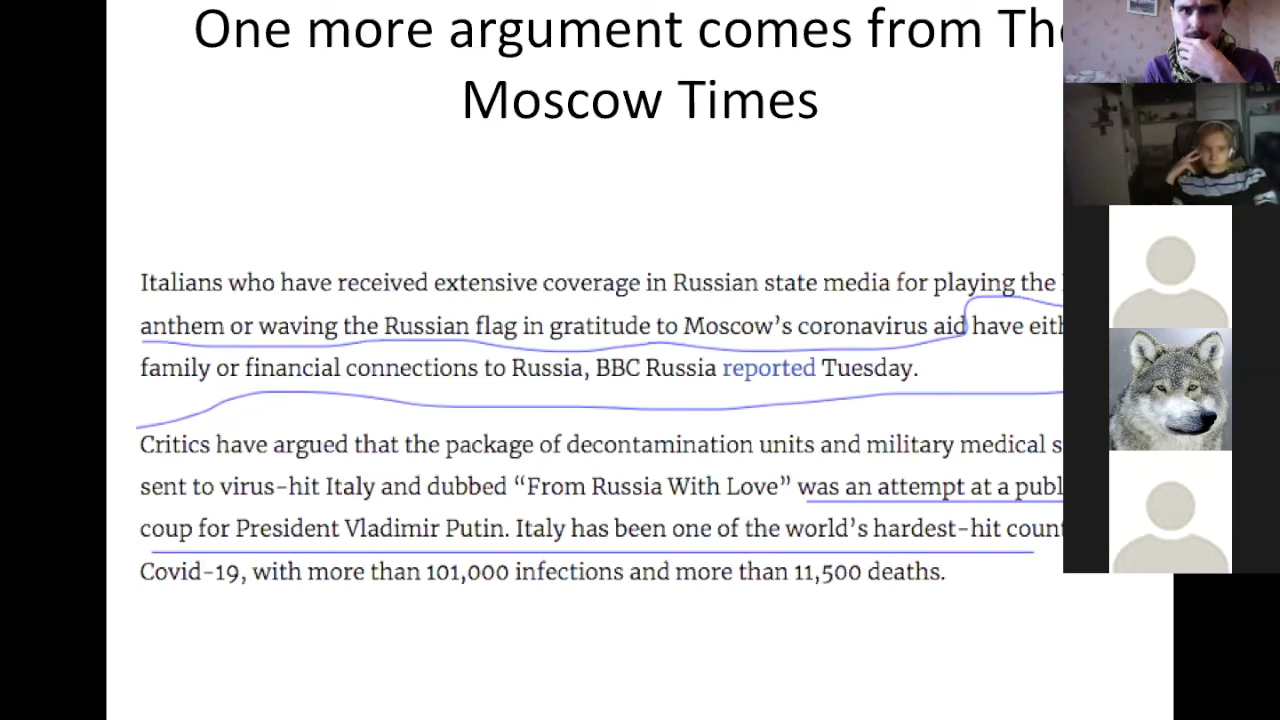 One more argument comes from The
Moscow Times
Italians who have received extensive coverage in Russian state media for playing the
anthem or waving the Russian flag in gratitude to Moscow's coronavirus aid have
family or financial connections to Russia, BBC Russia reported Tuesday.
Critics have argued that the package of decontamination units and military medical
sent to virus-hit Italy and dubbed “From Russia With Love” was an attempt at a
coup for President Vladimir Putin. Italy has been one of the world's hardest-hit
Covid-19, with more than 101,000 infections and more than 11,500 deaths.